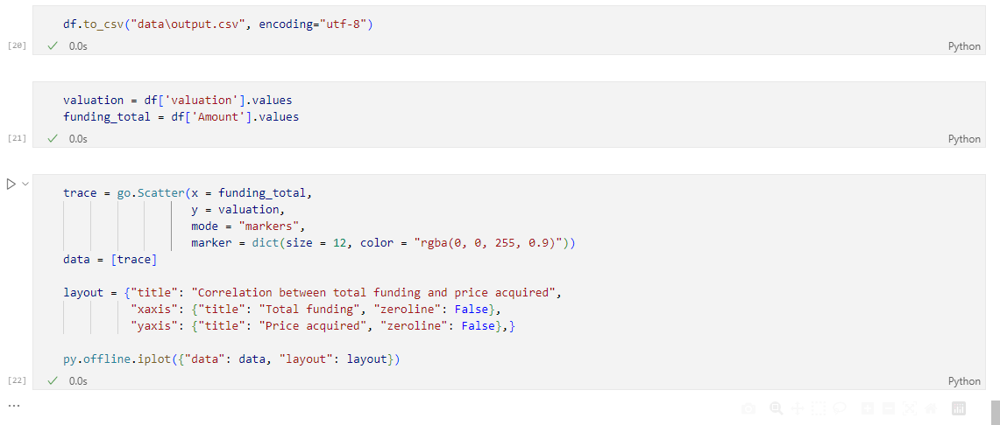 df.to_csv("data\output.csv", encoding="utf-8")
[20]
0.0s
Python
valuation = df['valuation'].values
funding_total = df['Amount'].values
[21]
0.0s
Python
trace = go.Scatter(x = funding_total,
y = valuation,
mode = "markers",
marker = dict(size = 12, color = "rgba(0, 0, 255, 0.9)"))
data = [trace]
layout = {"title": "Correlation between total funding and price acquired",
"xaxis": {"title": "Total funding", "zeroline": False},
"yaxis": {"title": "Price acquired", "zeroline": False},}
py.offline.iplot({"data": data, "layout": layout})
[22]
0.0s
Python
...